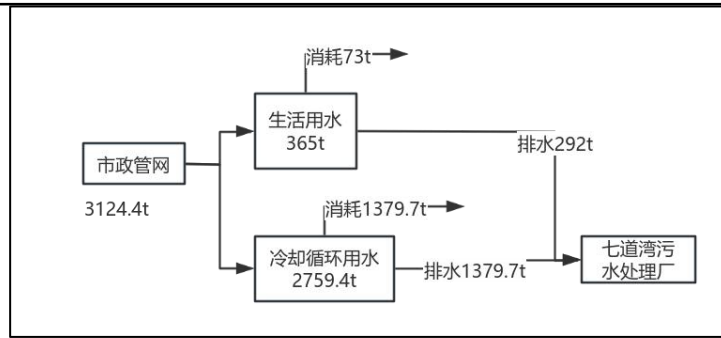 消耗73t
生活用水
365t
排水292t
市政管网
3124.4t
消耗1379.7t
冷却循环用水
2759.4t
排水1379.7t
七道湾污
水处理厂